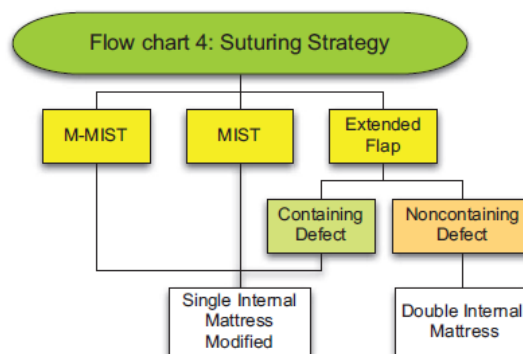 Flow chart 4: Suturing Strategy
M-MIST
MIST
Extended
Flap
Containing
Defect
Noncontaining
Defect
Single Internal
Mattress
Modified
Double Internal
Mattress